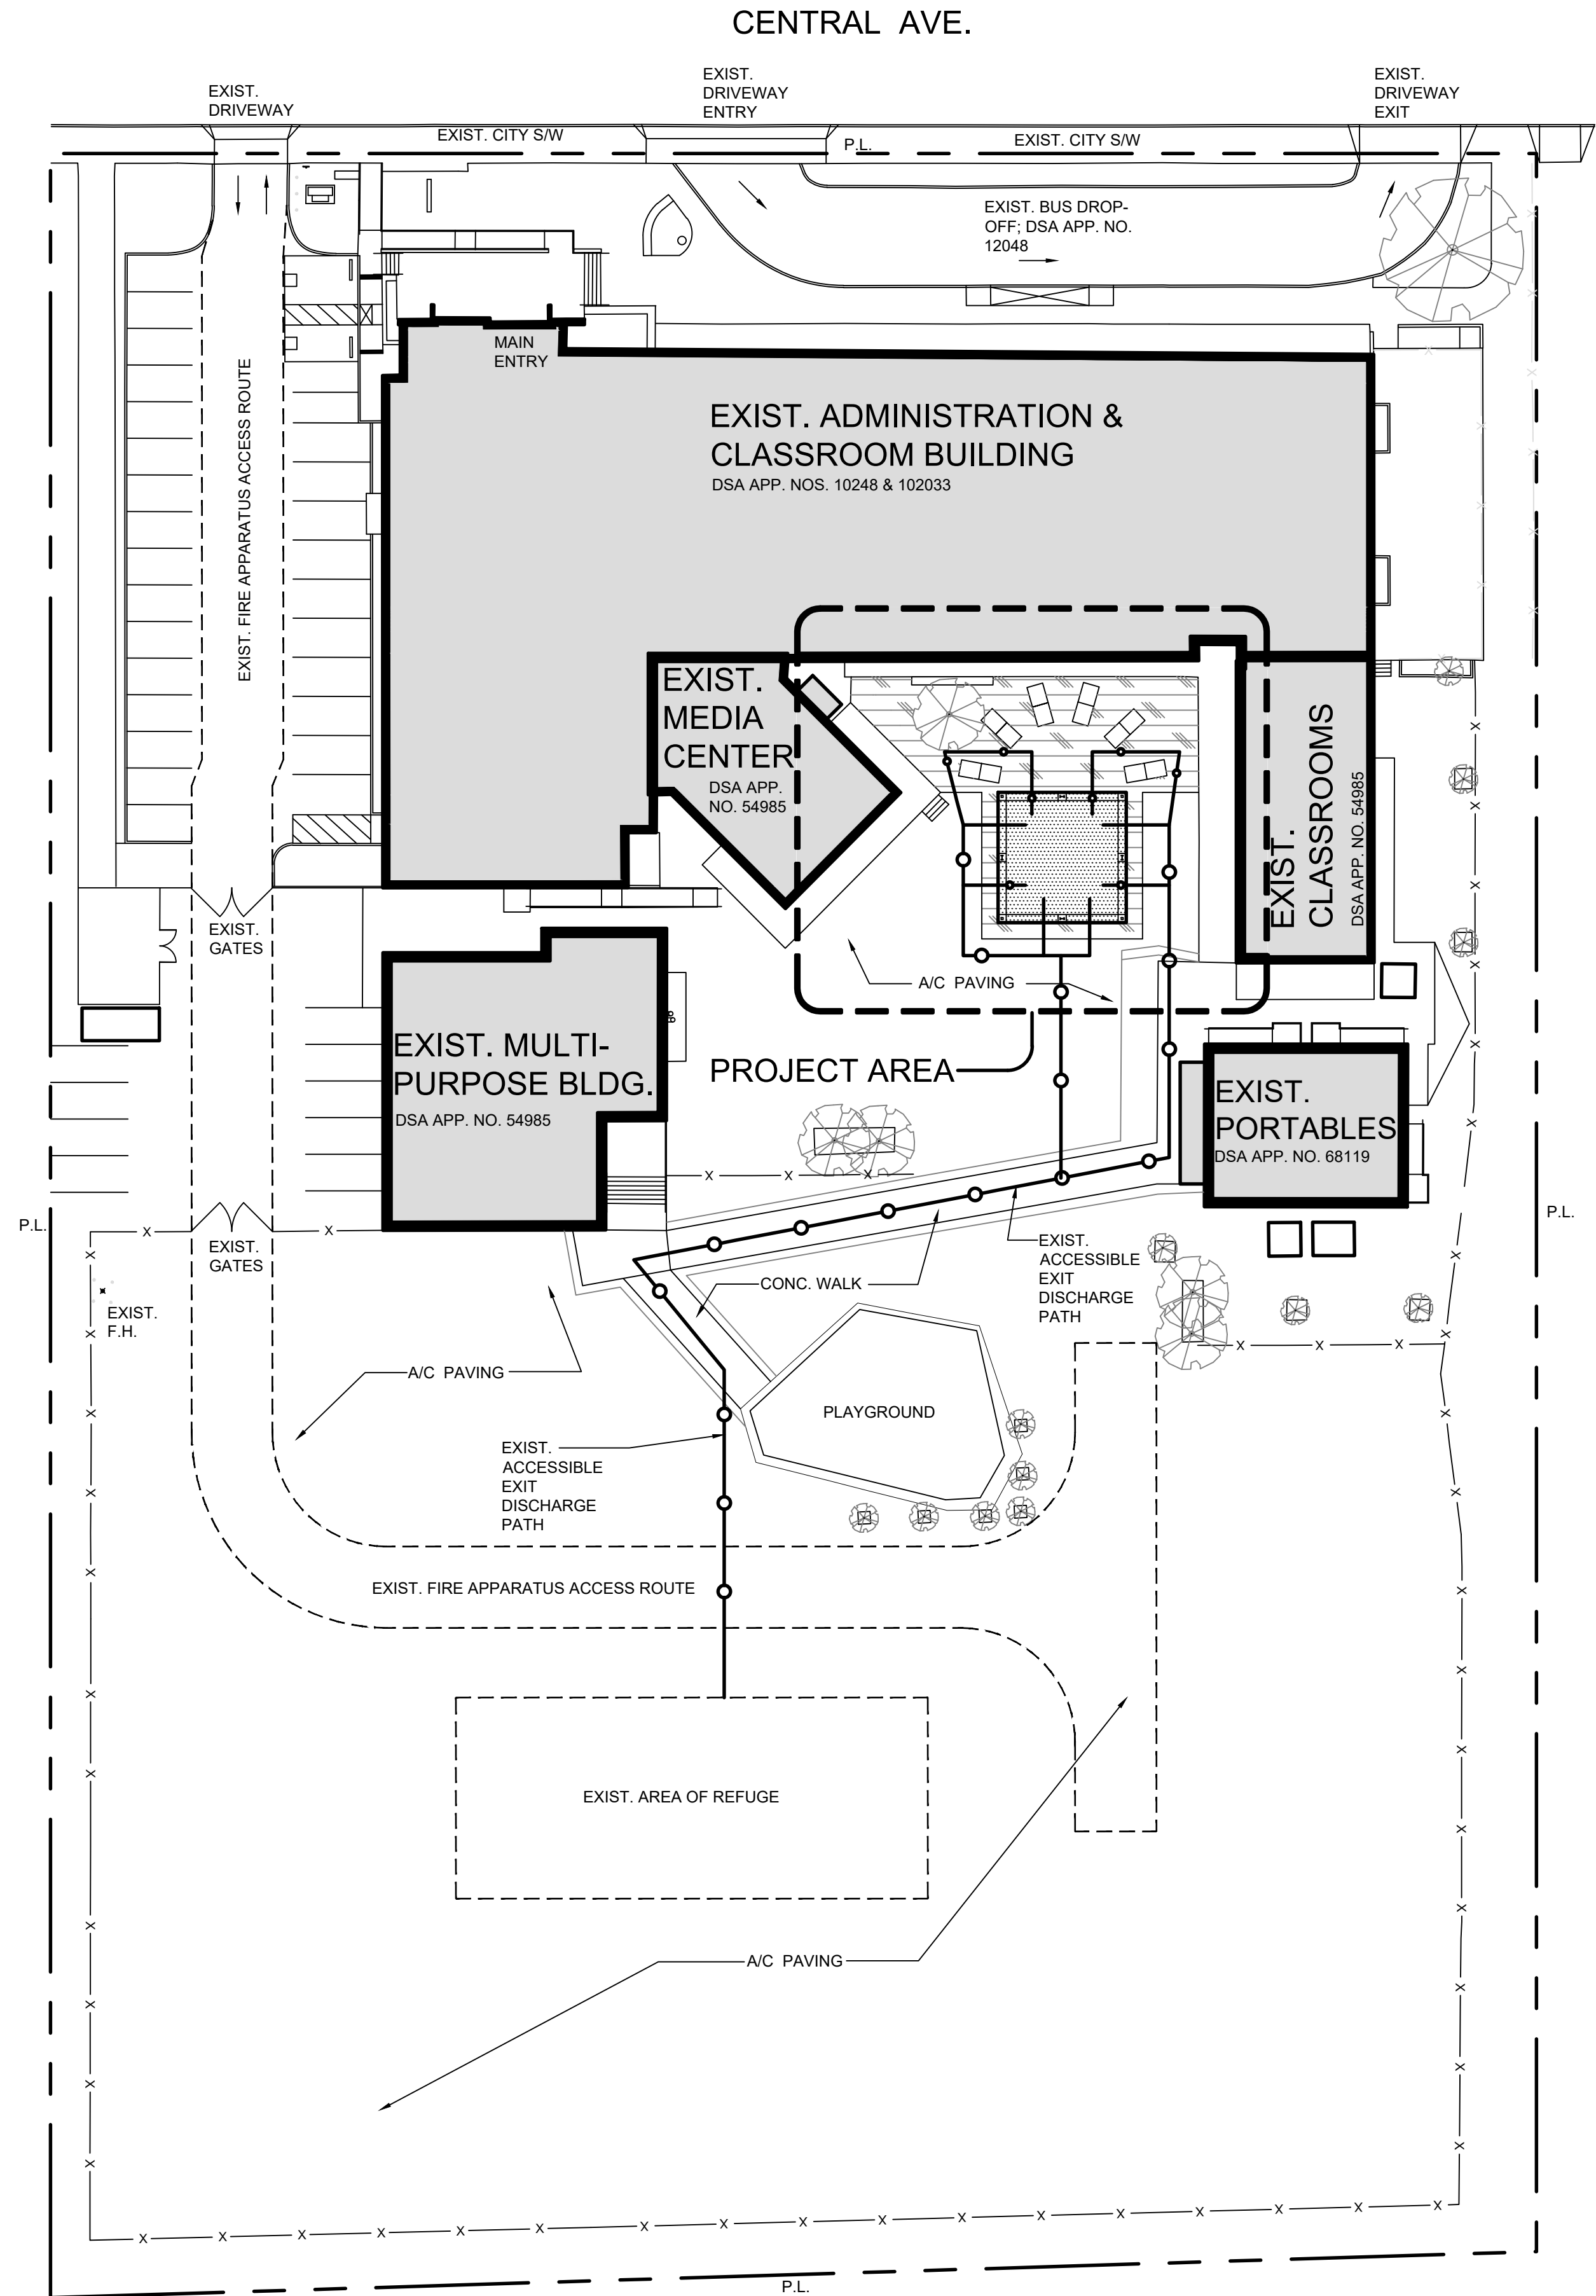 CENTRAL AVE.
EXIST.
DRIVEWAY
EXIST.
DRIVEWAY
ENTRY
EXIST.
DRIVEWAY
EXIT
EXIST. CITY S/W
P.L.
EXIST. CITY S/W
EXIST. BUS DROP-
OFF; DSA APP. NO.
12048
MAIN
ENTRY
EXIST. FIRE APPARATUS ACCESS ROUTE
EXIST. ADMINISTRATION &
CLASSROOM BUILDING
DSA APP. NOS. 10248 & 102033
EXIST.
MEDIA
CENTER
DSA APP.
NO. 54985
EXIST.
CLASSROOMS
DSA APP. NO. 54985
EXIST.
GATES
A/C PAVING
EXIST. MULTI-
PURPOSE BLDG.
DSA APP. NO. 54985
PROJECT AREA
EXIST.
PORTABLES
DSA APP. NO. 68119
P.L.
P.L.
EXIST.
GATES
EXIST.
ACCESSIBLE
EXIT
DISCHARGE
PATH
CONC. WALK
EXIST.
F.H.
A/C PAVING
PLAYGROUND
EXIST.
ACCESSIBLE
EXIT
DISCHARGE
PATH
EXIST. FIRE APPARATUS ACCESS ROUTE
EXIST. AREA OF REFUGE
A/C PAVING
P.L.